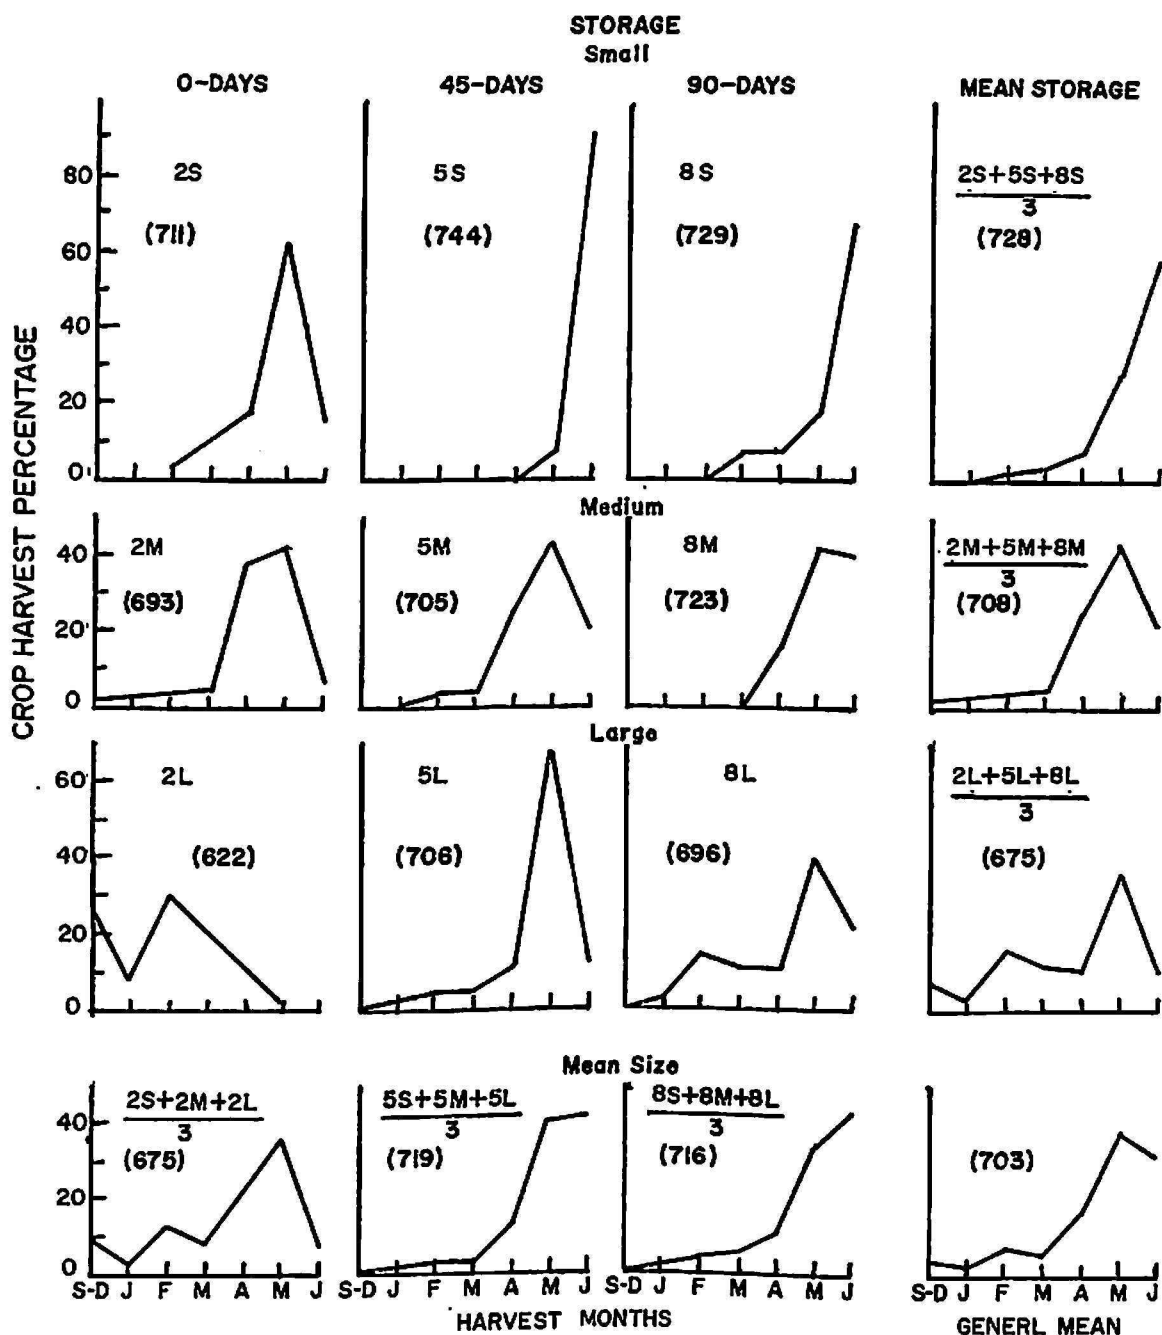 STORAGE
Small
0-DAYS 45-DAYS 90-DAYS MEAN STORAGE
CROP HARVEST PERCENTAGE
80
60
40
20
0
2S 5S 8S 2S+5S+8S
3
(711) (744) (729) (728)
Medium
40
20
0
2M 5M 8M 2M+5M+8M
3
(693) (705) (723) (708)
Large
60
40
20
0
2L 5L 8L 2L+5L+8L
3
(622) (706) (696) (675)
Mean Size
40
20
0
2S+2M+2L 5S+5M+5L 8S+8M+8L
3 3 3
(675) (719) (716) (703)
S-D J F M A M J S-D J F M A M J S-D J F M A M J S-D J F M A M J
HARVEST MONTHS GENERL MEAN